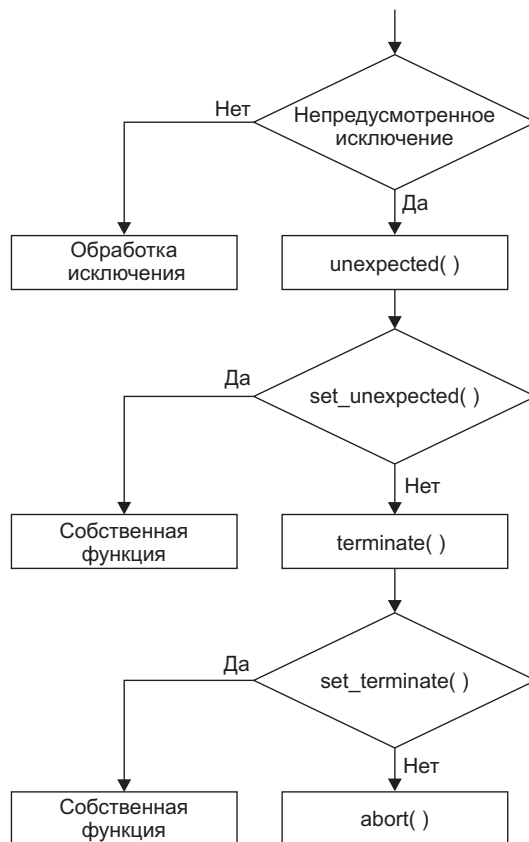 Непредусмотренное
исключение
Нет
Да
Обработка
исключения
unexpected( )
Да
set_unexpected( )
Нет
Собственная
функция
terminate( )
Да
set_terminate( )
Нет
Собственная
функция
abort( )